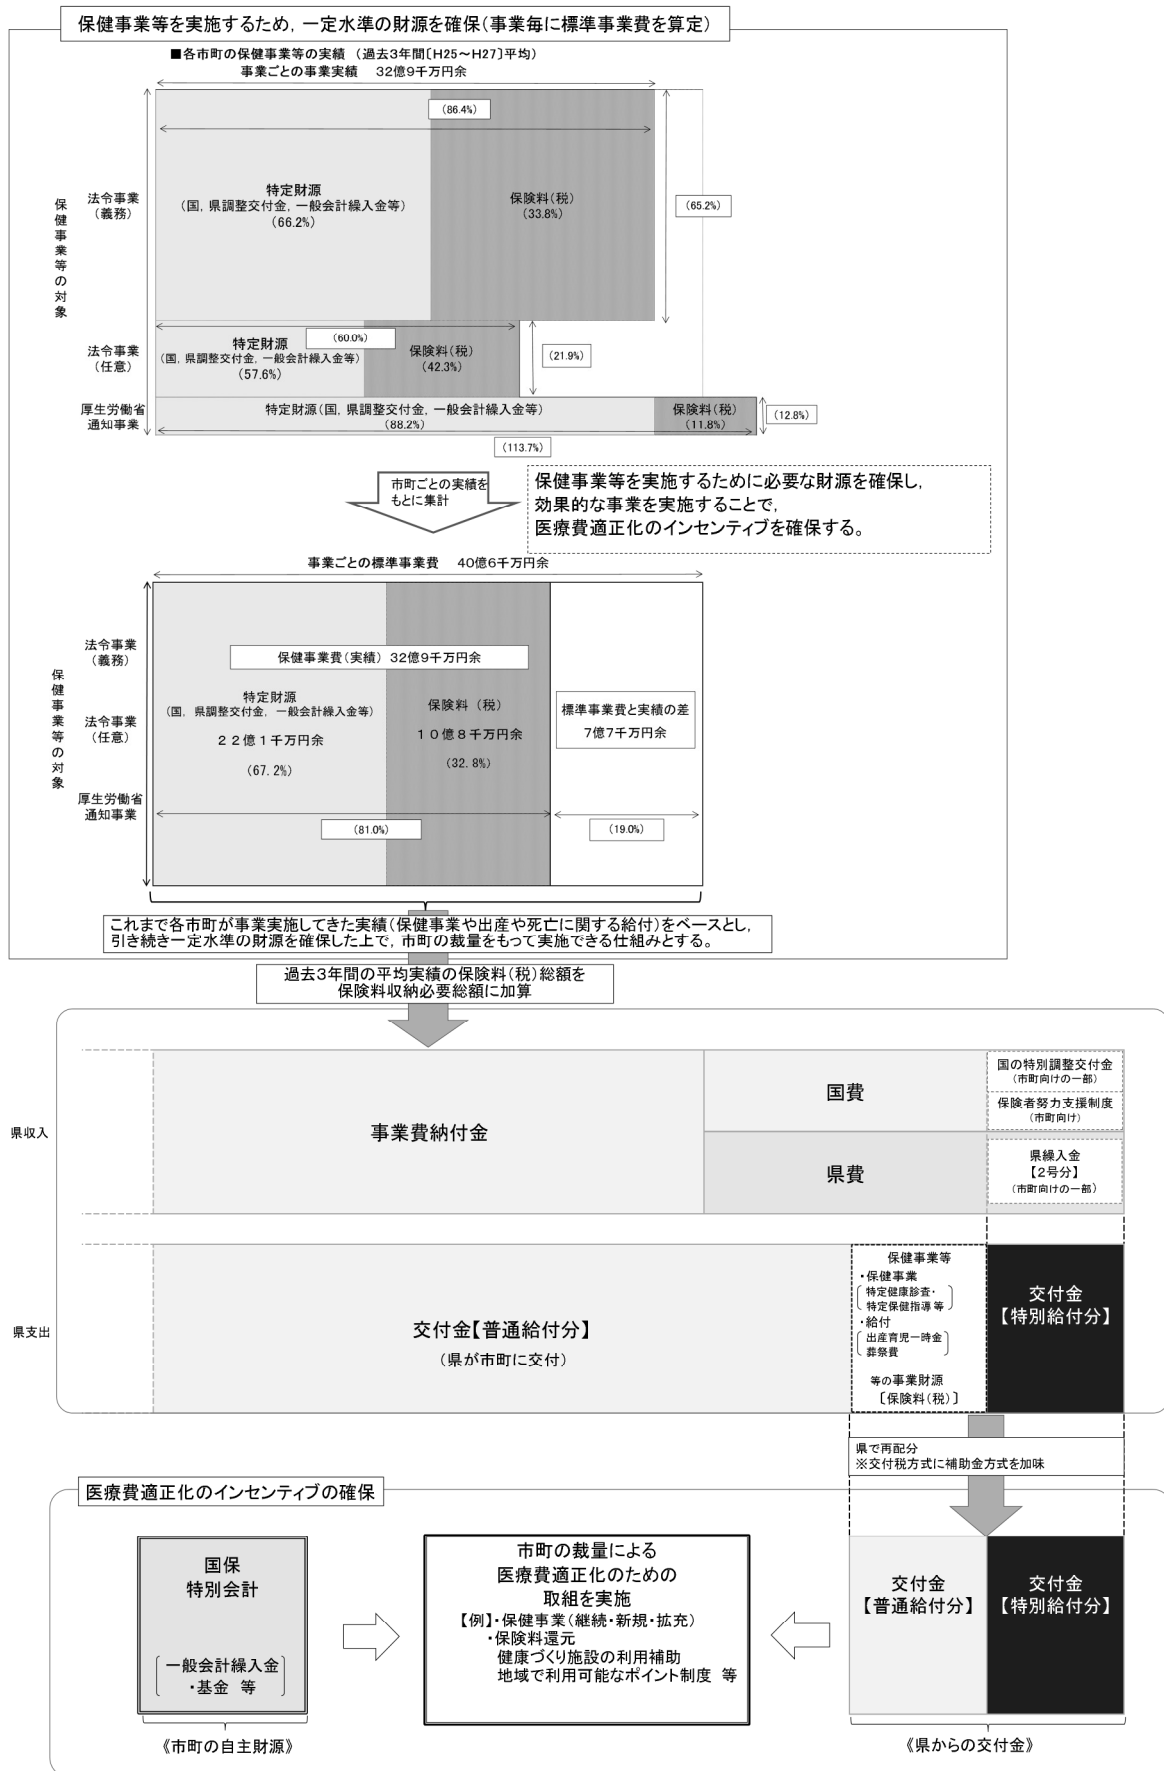 保健事業等を実施するため，一定水準の財源を確保（事業毎に標準事業費を算定）
■各市町の保健事業等の実績　（過去3年間〔H25～H27〕平均）
事業ごとの事業実績　32億9千万円余
（86.4%）
保健事業等の対象
法令事業
（義務）
特定財源
（国，県調整交付金，一般会計繰入金等）
（66.2%）
保険料（税）
（33.8%）
（65.2%）
（60.0%）
法令事業
（任意）
特定財源
（国，県調整交付金，一般会計繰入金等）
（57.6%）
保険料（税）
（42.3%）
（21.9%）
厚生労働省
通知事業
特定財源（国，県調整交付金，一般会計繰入金等）
（88.2%）
保険料（税）
（11.8%）
（12.8%）
（113.7%）
市町ごとの実績を
もとに集計
保健事業等を実施するために必要な財源を確保し，
効果的な事業を実施することで，
医療費適正化のインセンティブを確保する。
事業ごとの標準事業費　40億6千万円余
保健事業等の対象
法令事業
（義務）
法令事業
（任意）
厚生労働省
通知事業
保健事業費（実績）　32億9千万円余
特定財源
（国，県調整交付金，一般会計繰入金等）
２２億１千万円余
（67.2%）
保険料（税）
１０億８千万円余
（32.8%）
標準事業費と実績の差
7億7千万円余
（81.0%）
（19.0%）
これまで各市町が事業実施してきた実績（保健事業や出産や死亡に関する給付）をベースとし，
引き続き一定水準の財源を確保した上で，市町の裁量をもって実施できる仕組みとする。
過去3年間の平均実績の保険料（税）総額を
保険料収納必要総額に加算
県収入
事業費納付金
国費
国の特別調整交付金
（市町向けの一部）
保険者努力支援制度
（市町向け）
県費
県繰入金
【2号分】
（市町向けの一部）
県支出
交付金【普通給付分】
（県が市町に交付）
保健事業等
・保健事業
特定健康診査・
特定保健指導 等
・給付
出産育児一時金
葬祭費
等の事業財源
〔保険料（税）〕
交付金
【特別給付分】
県で再配分
※交付税方式に補助金方式を加味
医療費適正化のインセンティブの確保
国保
特別会計
一般会計繰入金
・基金　等
《市町の自主財源》
市町の裁量による
医療費適正化のための
取組を実施
【例】・保健事業（継続・新規・拡充）
・保険料還元
健康づくり施設の利用補助
地域で利用可能なポイント制度　等
交付金
【普通給付分】
交付金
【特別給付分】
《県からの交付金》